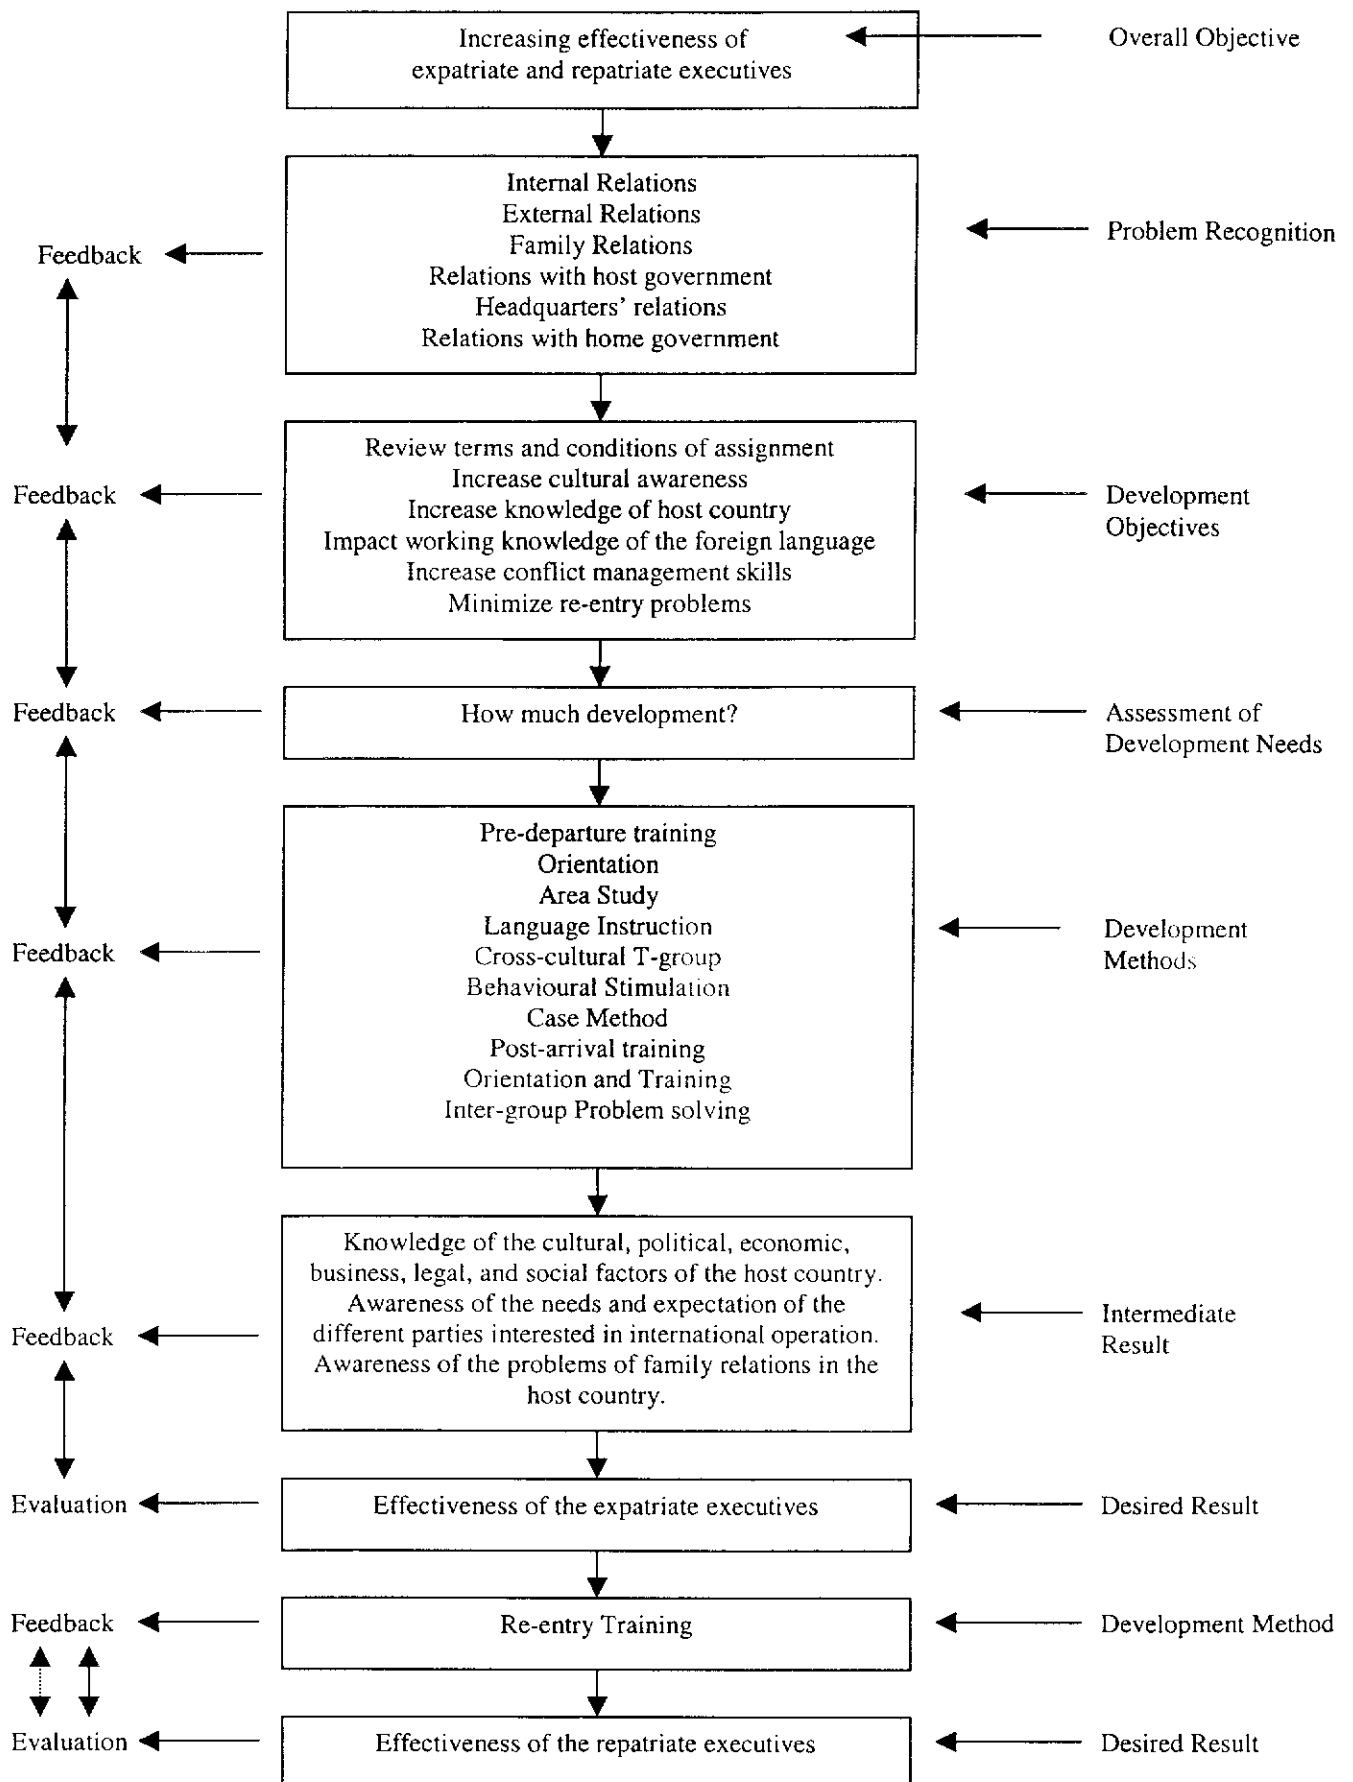 Increasing effectiveness of
expatriate and repatriate executives
Overall Objective
Internal Relations
External Relations
Family Relations
Relations with host government
Headquarters' relations
Relations with home government
Problem Recognition
Feedback
Review terms and conditions of assignment
Increase cultural awareness
Increase knowledge of host country
Impact working knowledge of the foreign language
Increase conflict management skills
Minimize re-entry problems
Development
Objectives
Feedback
How much development?
Assessment of
Development Needs
Feedback
Pre-departure training
Orientation
Area Study
Language Instruction
Cross-cultural T-group
Behavioural Stimulation
Case Method
Post-arrival training
Orientation and Training
Inter-group Problem solving
Development
Methods
Feedback
Knowledge of the cultural, political, economic,
business, legal, and social factors of the host country.
Awareness of the needs and expectation of the
different parties interested in international operation.
Awareness of the problems of family relations in the
host country.
Intermediate
Result
Feedback
Effectiveness of the expatriate executives
Desired Result
Evaluation
Re-entry Training
Development Method
Feedback
Effectiveness of the repatriate executives
Desired Result
Evaluation